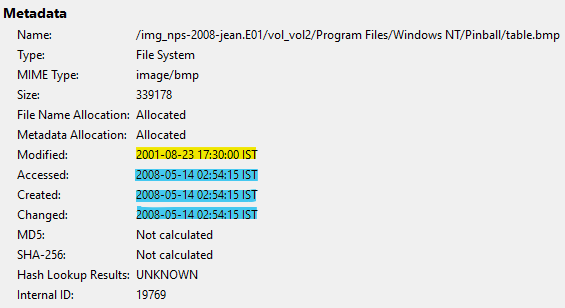 Metadata
Name: /img_nps-2008-jean.E01/vol_vol2/Program Files/Windows NT/Pinball/table.bmp
Type: File System
MIME Type: image/bmp
Size: 339178
File Name Allocation: Allocated
Metadata Allocation: Allocated
Modified: 2001-08-23 17:30:00 IST
Accessed: 2008-05-14 02:54:15 IST
Created: 2008-05-14 02:54:15 IST
Changed: 2008-05-14 02:54:15 IST
MD5: Not calculated
SHA-256: Not calculated
Hash Lookup Results: UNKNOWN
Internal ID: 19769